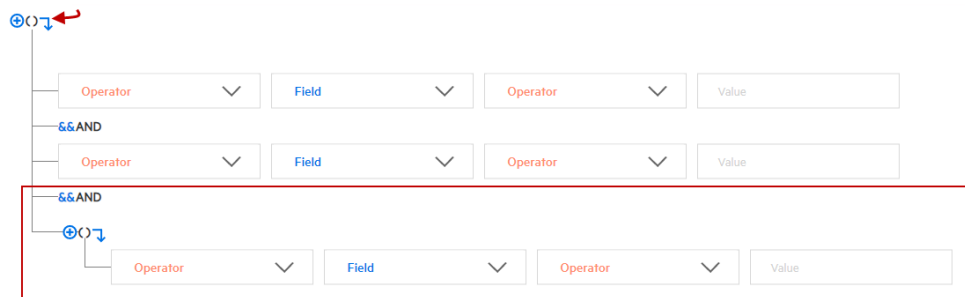 ()
Operator Field Operator Value
&&AND
Operator Field Operator Value
&&AND
()
Operator Field Operator Value